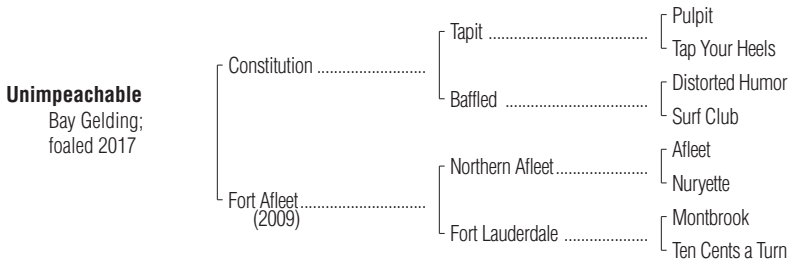 Unimpeachable
Bay Gelding;
foaled 2017
Constitution
Fort Afleet
(2009)
Tapit
Baffled
Northern Afleet
Fort Lauderdale
Pulpit
Tap Your Heels
Distorted Humor
Surf Club
Afleet
Nuryette
Montbrook
Ten Cents a Turn